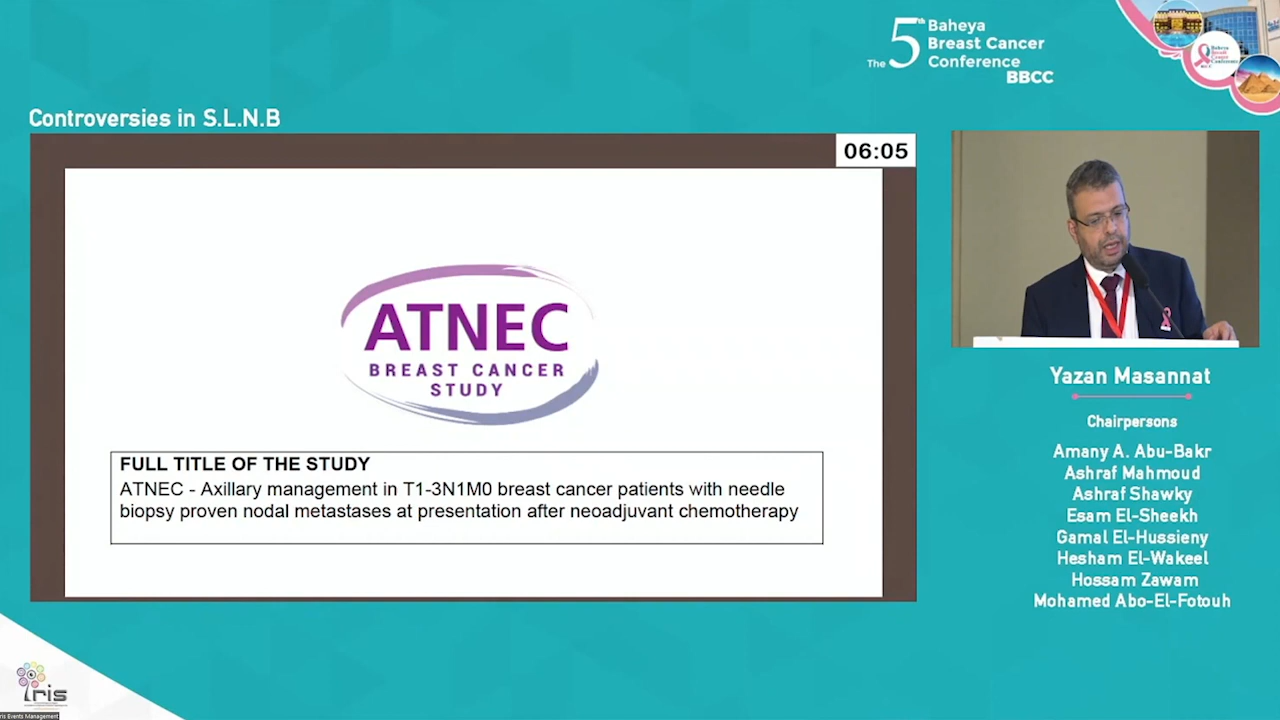 The 5th Baheya
Breast Cancer
Conference
BBCC
Controversies in S.L.N.B
06:05
ATNEC
BREAST CANCER
STUDY
FULL TITLE OF THE STUDY
ATNEC - Axillary management in T1-3N1M0 breast cancer patients with needle
biopsy proven nodal metastases at presentation after neoadjuvant chemotherapy
Yazan Masannat
Chairpersons
Amany A. Abu-Bakr
Ashraf Mahmoud
Ashraf Shawky
Esam El-Sheekh
Gamal El-Hussieny
Hesham El-Wakeel
Hossam Zawam
Mohamed Abo-El-Fotouh
Iris
Iris Events Management